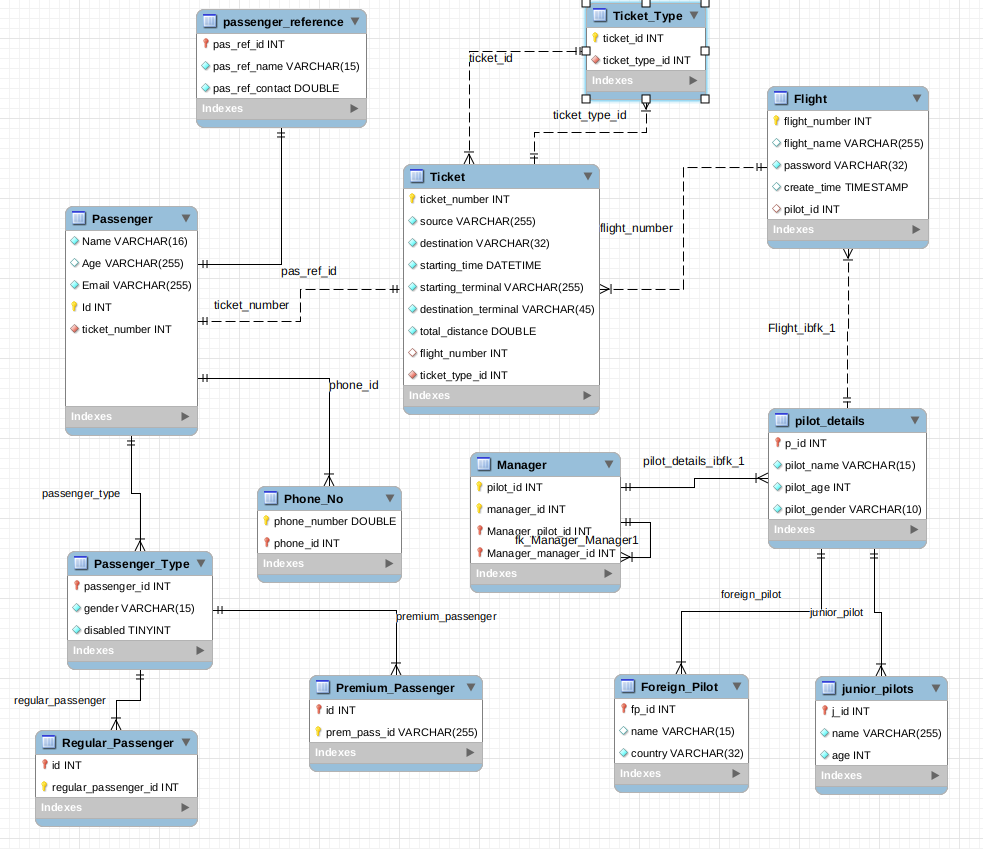 passenger_reference
pas_ref_id INT
pas_ref_name VARCHAR(15)
pas_ref_contact DOUBLE
Indexes
Ticket_Type
ticket_id INT
ticket_type_id INT
Indexes
ticket_id
ticket_type_id
Flight
flight_number INT
flight_name VARCHAR(255)
password VARCHAR(32)
create_time TIMESTAMP
pilot_id INT
Indexes
Ticket
ticket_number INT
source VARCHAR(255)
destination VARCHAR(32)
starting_time DATETIME
starting_terminal VARCHAR(255)
destination_terminal VARCHAR(45)
total_distance DOUBLE
flight_number INT
ticket_type_id INT
Indexes
flight_number
Passenger
Name VARCHAR(16)
Age VARCHAR(255)
Email VARCHAR(255)
Id INT
ticket_number INT
Indexes
pas_ref_id
ticket_number
phone_id
Flight_ibfk_1
pilot_details
p_id INT
pilot_name VARCHAR(15)
pilot_age INT
pilot_gender VARCHAR(10)
Indexes
Manager
pilot_id INT
manager_id INT
Manager_pilot_id INT
Manager_manager_id INT
Indexes
pilot_details_ibfk_1
fk_Manager_Manager1
passenger_type
Phone_No
phone_number DOUBLE
phone_id INT
Indexes
Passenger_Type
passenger_id INT
gender VARCHAR(15)
disabled TINYINT
Indexes
premium_passenger
regular_passenger
foreign_pilot
junior_pilot
Premium_Passenger
id INT
prem_pass_id VARCHAR(255)
Indexes
Foreign_Pilot
fp_id INT
name VARCHAR(15)
country VARCHAR(32)
Indexes
junior_pilots
j_id INT
name VARCHAR(255)
age INT
Indexes
Regular_Passenger
id INT
regular_passenger_id INT
Indexes